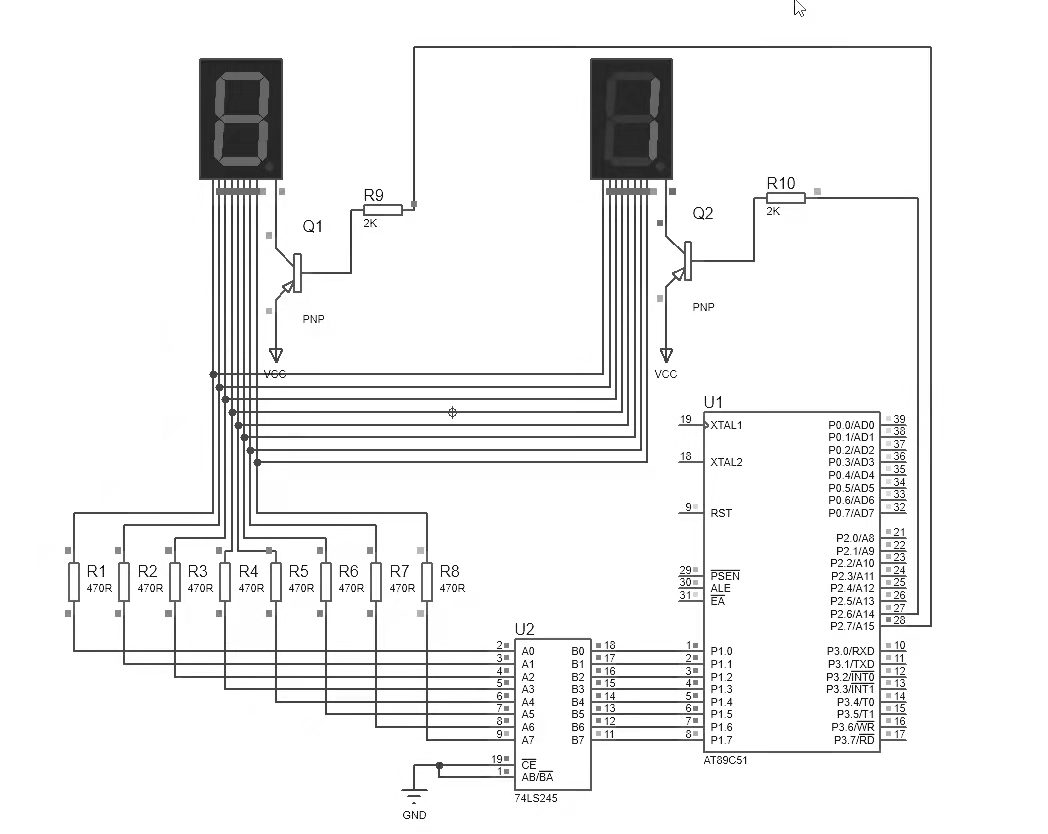 R9
2K
R10
2K
Q1
Q2
PNP
PNP
VCC
VCC
U1
19 XTAL1 P0.0/AD0 39
P0.1/AD1 38
P0.2/AD2 37
18 XTAL2 P0.3/AD3 36
P0.4/AD4 35
P0.5/AD5 34
P0.6/AD6 33
9 RST P0.7/AD7 32
P2.0/A8 21
P2.1/A9 22
P2.2/A10 23
29 PSEN P2.3/A11 24
30 ALE P2.4/A12 25
31 EA P2.5/A13 26
P2.6/A14 27
P2.7/A15 28
R1 R2 R3 R4 R5 R6 R7 R8
470R 470R 470R 470R 470R 470R 470R 470R
U2
2 A0 B0 18 1 P1.0 P3.0/RXD 10
3 A1 B1 17 2 P1.1 P3.1/TXD 11
4 A2 B2 16 3 P1.2 P3.2/INT0 12
5 A3 B3 15 4 P1.3 P3.3/INT1 13
6 A4 B4 14 5 P1.4 P3.4/T0 14
7 A5 B5 13 6 P1.5 P3.5/T1 15
8 A6 B6 12 7 P1.6 P3.6/WR 16
9 A7 B7 11 8 P1.7 P3.7/RD 17
19 CE
1 AB/BA
AT89C51
74LS245
GND